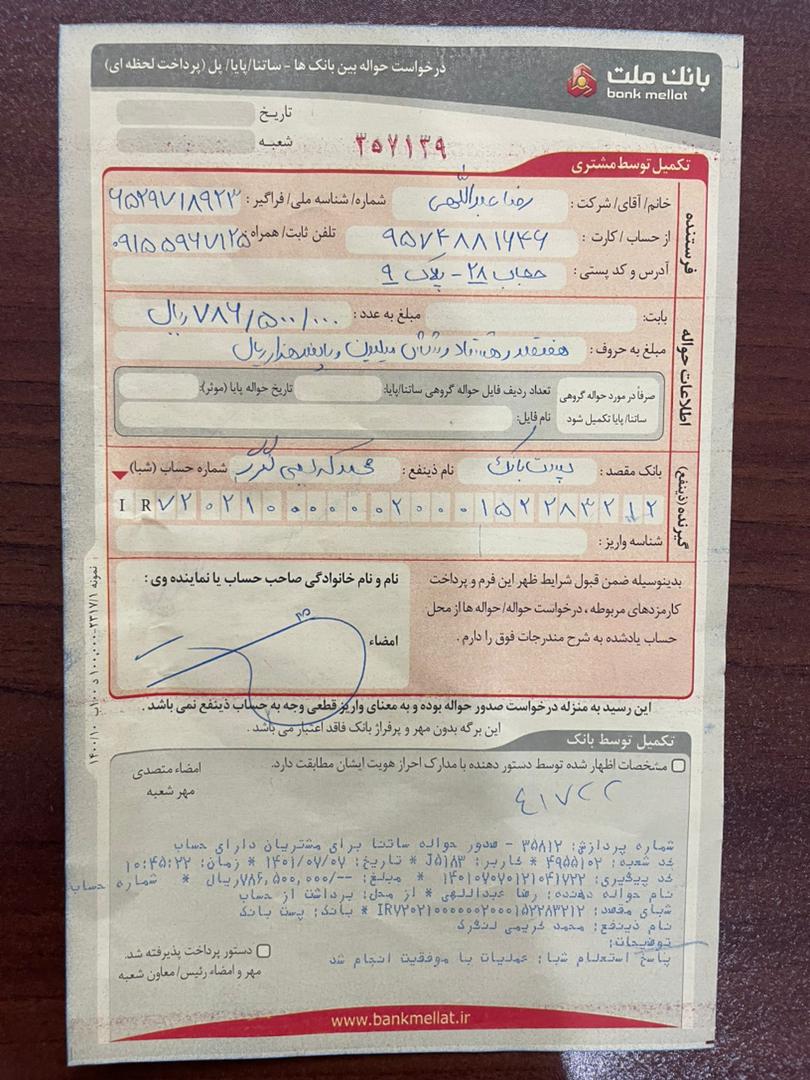 بانک ملت
bank mellat
درخواست حواله بین بانک ها - ساتنا/پایا/ پل (پرداخت لحظه ای)
تاریخ
شعبه
۳۵۷۱۳۹
تکمیل توسط مشتری
فرستنده
خانم/ آقای/ شرکت: رضا عبداللهی شماره/ شناسه ملی/ فراگیر: ۶۵۲۹۷۱۸۹۲۳
از حساب / کارت: ۹۵۷۴۸۸۱۶۴۶ تلفن ثابت/ همراه: ۰۹۱۵۵۹۶۷۱۲۵
آدرس و کد پستی: حجاب ۲۸ - پلاک ۹
اطلاعات حواله
بابت: مبلغ به عدد: ۷۸۶/۵۰۰/۰۰۰ ریال
مبلغ به حروف: هفتصد و هشتاد و شش میلیون و پانصد هزار ریال
صرفاً در مورد حواله گروهی ساتنا/ پایا تکمیل شود
تعداد ردیف فایل حواله گروهی ساتنا/پایا: تاریخ حواله پایا (موثر):
نام فایل:
گیرنده (ذینفع)
بانک مقصد: پست بانک نام ذینفع: محمد کریمی شماره حساب (شبا)
IR ۷۲۰۲۱۰۰۰۰۰۰۲۰۰۰۱۵۲۲۸۳۲۱۲
شناسه واریز:
بدینوسیله ضمن قبول شرایط ظهر این فرم و پرداخت
کارمزدهای مربوطه، درخواست حواله/ حواله ها از محل
حساب یادشده به شرح مندرجات فوق را دارم.
نام و نام خانوادگی صاحب حساب یا نماینده وی:
امضاء
این رسید به منزله درخواست صدور حواله بوده و به معنای واریز قطعی وجه به حساب ذینفع نمی باشد.
این برگه بدون مهر و پرفراژ بانک فاقد اعتبار می باشد.
تکمیل توسط بانک
مشخصات اظهار شده توسط دستور دهنده با مدارک احراز هویت ایشان مطابقت دارد.
امضاء متصدی
مهر شعبه
۴۱۷۲۲
شماره پردازش: ۳۵۸۱۲ - صدور حواله ساتنا برای مشتریان دارای حساب
کد شعبه: ۴۹۵۵۱۰۲ * کاربر: J۵۱۸۳ * تاریخ: ۱۴۰۱/۰۷/۰۷ * زمان: ۱۰:۴۵:۲۲
کد پیگیری: ۱۴۰۱۰۷۰۷۰۱۲۱۰۴۱۷۲۲ * مبلغ: --/۷۸۶,۵۰۰,۰۰۰ریال * شماره حساب
نام حواله دهنده: رضا عبداللهی * از محل: برداشت از حساب
شبای مقصد: IR۷۲۰۲۱۰۰۰۰۰۰۲۰۰۰۱۵۲۲۸۳۲۱۲ * بانک: پست بانک
نام ذینفع: محمد کریمی لنگرک
توضیحات:
پاسخ استعلام شبا: عملیات با موفقیت انجام شد
دستور پرداخت پذیرفته شد.
مهر و امضاء رئیس/ معاون شعبه
www.bankmellat.ir
نمونه ۲۳۱۷/۱-۱۰۰,۰۰۰ د ۱۰۰ب ۱۴۰۰/۱۰